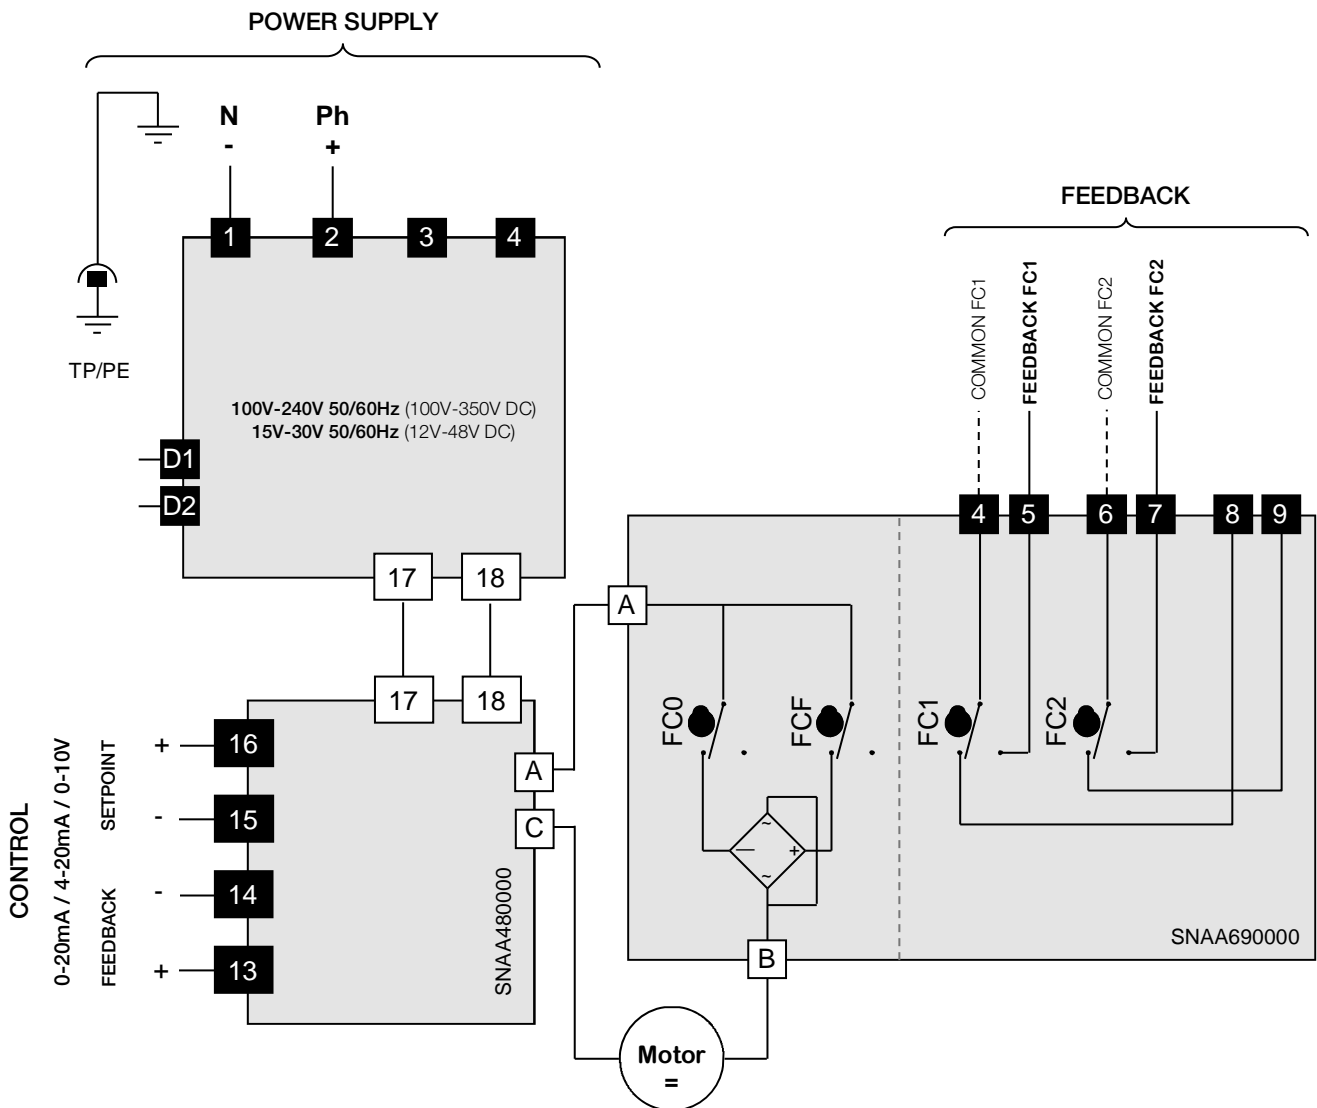 POWER SUPPLY
N
Ph
-
+
1
2
3
4
TP/PE
100V-240V 50/60Hz (100V-350V DC)
15V-30V 50/60Hz (12V-48V DC)
D1
D2
17
18
17
18
CONTROL
0-20mA / 4-20mA / 0-10V
SETPOINT
FEEDBACK
+
16
-
15
-
14
+
13
A
C
SNAA480000
FEEDBACK
COMMON FC1
FEEDBACK FC1
COMMON FC2
FEEDBACK FC2
4
5
6
7
8
9
A
FC0
FCF
FC1
FC2
~
—
+
~
SNAA690000
B
Motor
=